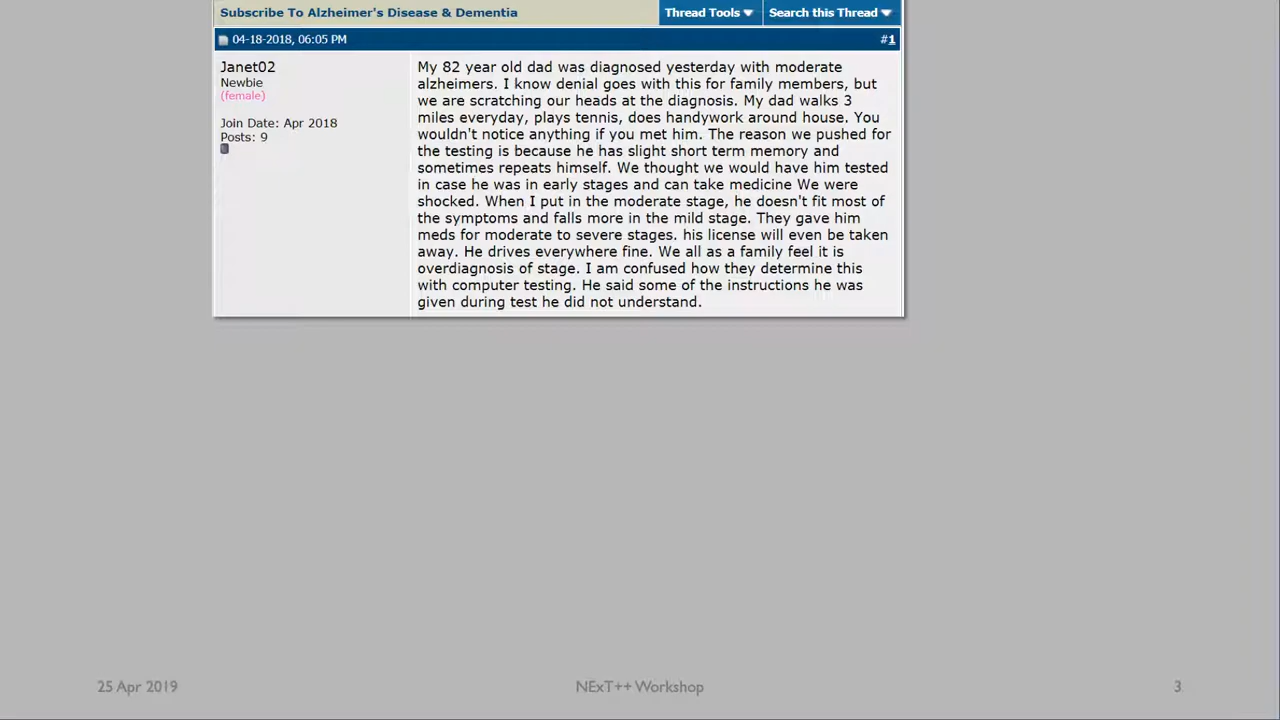 Subscribe To Alzheimer's Disease & Dementia
Thread Tools
Search this Thread
04-18-2018, 06:05 PM
#1
Janet02
Newbie
(female)
Join Date: Apr 2018
Posts: 9
My 82 year old dad was diagnosed yesterday with moderate
alzheimers. I know denial goes with this for family members, but
we are scratching our heads at the diagnosis. My dad walks 3
miles everyday, plays tennis, does handywork around house. You
wouldn't notice anything if you met him. The reason we pushed for
the testing is because he has slight short term memory and
sometimes repeats himself. We thought we would have him tested
in case he was in early stages and can take medicine We were
shocked. When I put in the moderate stage, he doesn't fit most of
the symptoms and falls more in the mild stage. They gave him
meds for moderate to severe stages. his license will even be taken
away. He drives everywhere fine. We all as a family feel it is
overdiagnosis of stage. I am confused how they determine this
with computer testing. He said some of the instructions he was
given during test he did not understand.
25 Apr 2019
NExT++ Workshop
3